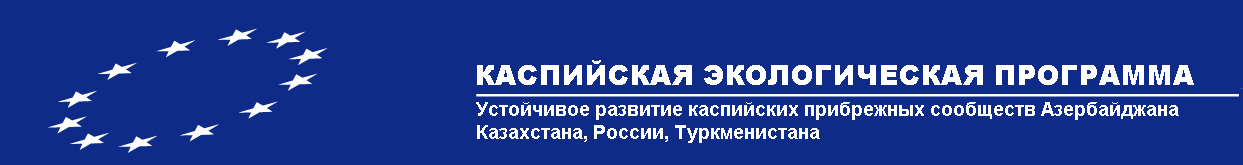 КАСПИЙСКАЯ ЭКОЛОГИЧЕСКАЯ ПРОГРАММА
Устойчивое развитие каспийских прибрежных сообществ Азербайджана
Казахстана, России, Туркменистана